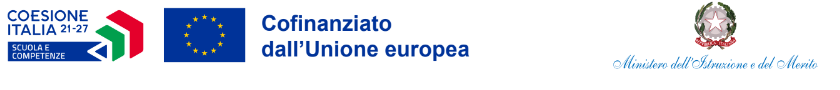 COESIONE
ITALIA 21-27
SCUOLA E
COMPETENZE
Cofinanziato
dall'Unione europea
Ministero dell'Istruzione e del Merito